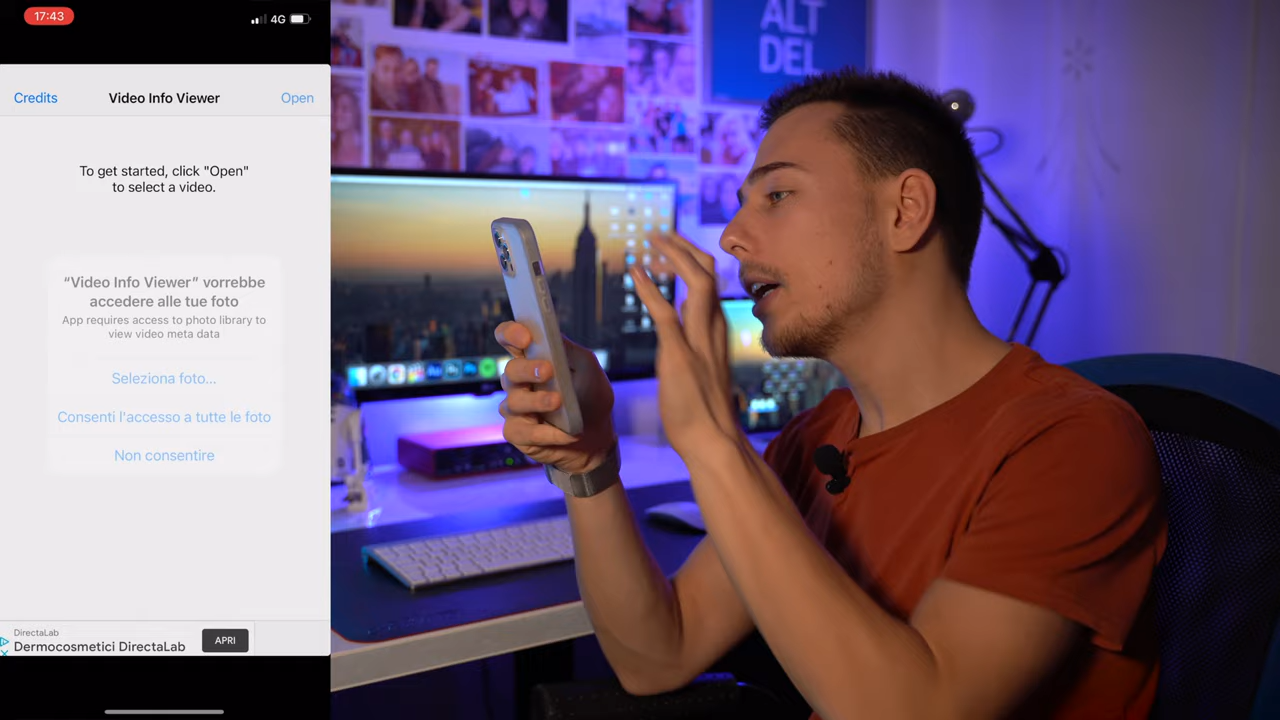 17:43
4G
Credits
Video Info Viewer
Open
To get started, click "Open"
to select a video.
“Video Info Viewer” vorrebbe
accedere alle tue foto
App requires access to photo library to
view video meta data
Seleziona foto...
Consenti l'accesso a tutte le foto
Non consentire
DirectaLab
Dermocosmetici DirectaLab
APRI
ALT
DEL